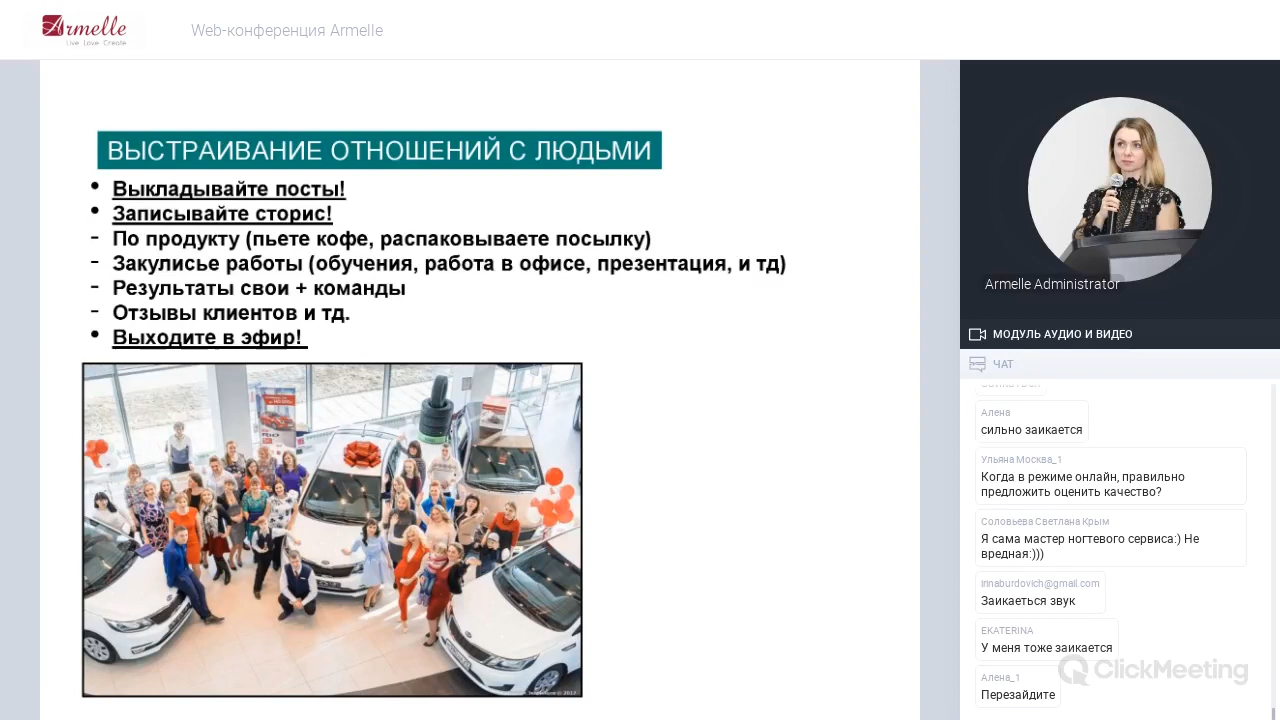 Armelle
Live. Love. Create.
Web-конференция Armelle
ВЫСТРАИВАНИЕ ОТНОШЕНИЙ С ЛЮДЬМИ
• Выкладывайте посты!
• Записывайте сторис!
- По продукту (пьете кофе, распаковываете посылку)
- Закулисье работы (обучения, работа в офисе, презентация, и тд)
- Результаты свои + команды
- Отзывы клиентов и тд.
• Выходите в эфир!
RIO
Armelle Administrator
МОДУЛЬ АУДИО И ВИДЕО
ЧАТ
Алена
сильно заикается
Ульяна Москва_1
Когда в режиме онлайн, правильно
предложить оценить качество?
Соловьева Светлана Крым
Я сама мастер ногтевого сервиса:) Не
вредная:)))
irinaburdovich@gmail.com
Заикаеться звук
EKATERINA
У меня тоже заикается
Алена_1
Перезайдите
ClickMeeting